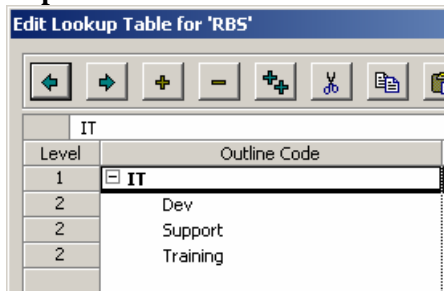 Edit Lookup Table for 'RBS'
IT
Level Outline Code
1 IT
2 Dev
2 Support
2 Training